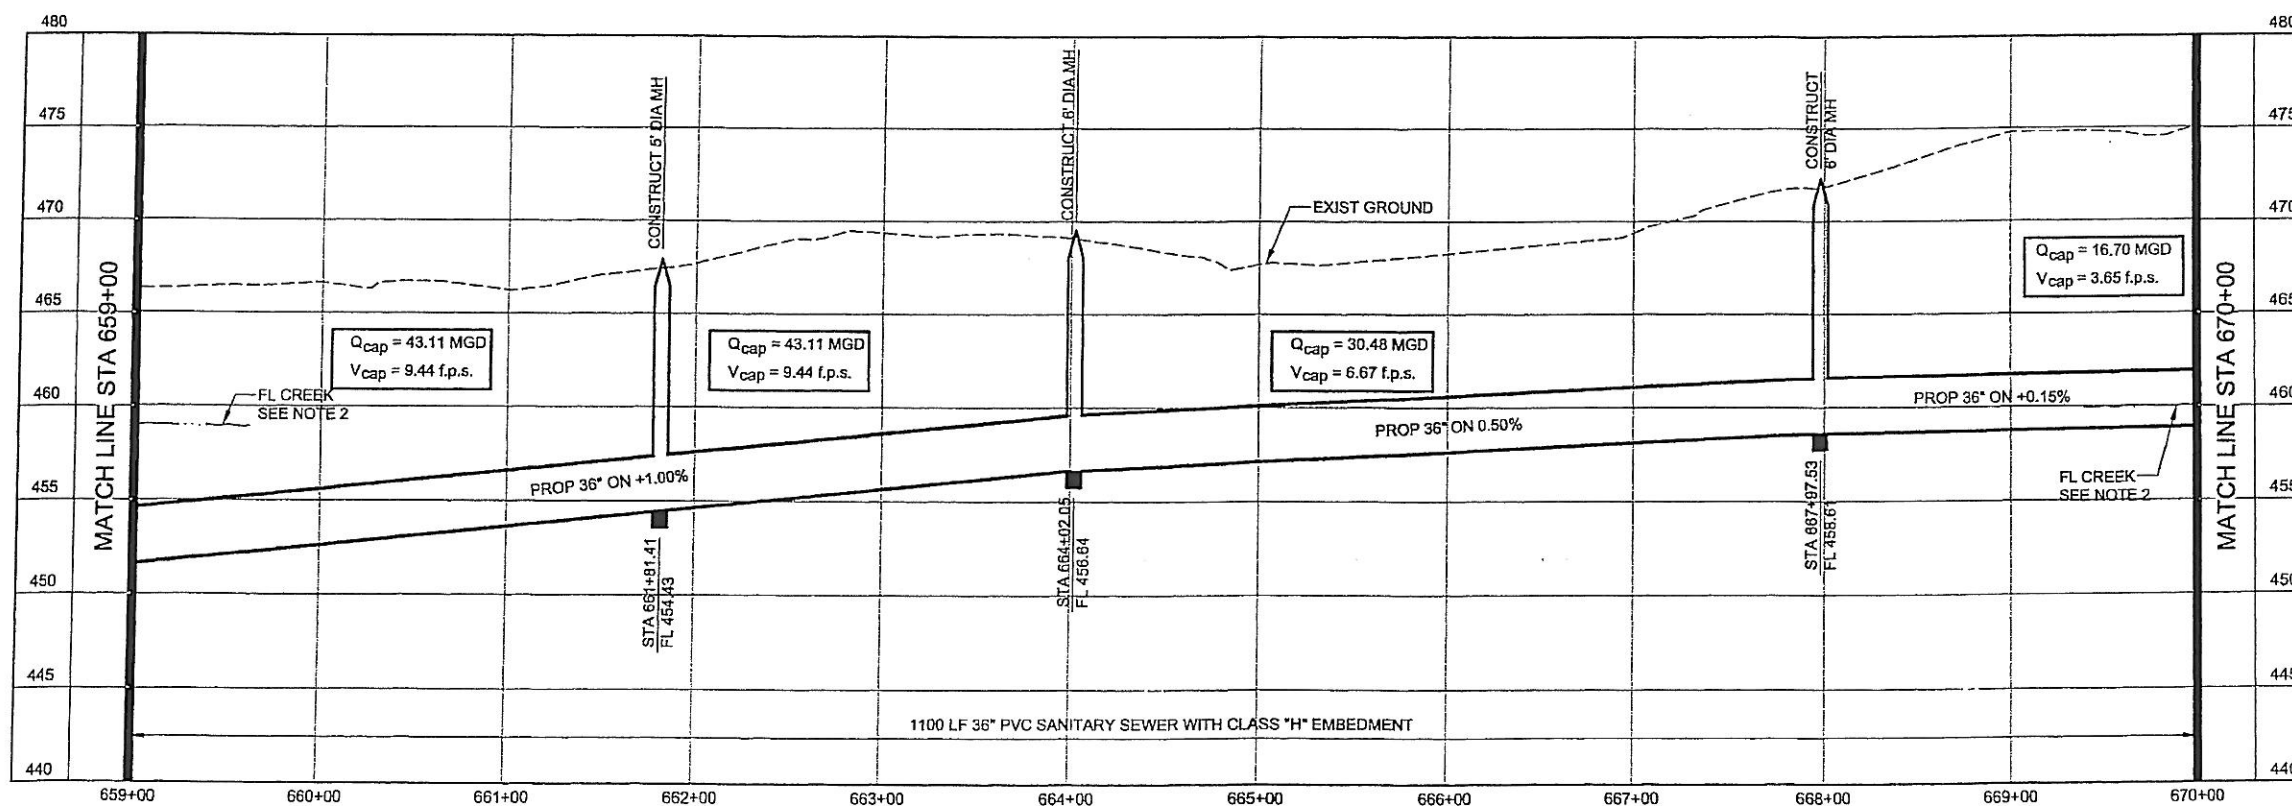 480
480
475
475
470
470
465
465
460
460
455
455
450
450
445
445
440
440
MATCH LINE STA 659+00
CONSTRUCT 5' DIA MH
CONSTRUCT 6' DIA MH
CONSTRUCT
6' DIA MH
EXIST GROUND
Qcap = 43.11 MGD
Vcap = 9.44 f.p.s.
Qcap = 43.11 MGD
Vcap = 9.44 f.p.s.
Qcap = 30.48 MGD
Vcap = 6.67 f.p.s.
Qcap = 16.70 MGD
Vcap = 3.65 f.p.s.
MATCH LINE STA 670+00
FL CREEK
SEE NOTE 2
PROP 36" ON +1.00%
PROP 36" ON 0.50%
PROP 36" ON +0.15%
FL CREEK
SEE NOTE 2
STA 661+81.41
FL 454.43
STA 664+02.05
FL 456.64
STA 667+97.53
FL 458.61
1100 LF 36" PVC SANITARY SEWER WITH CLASS "H" EMBEDMENT
659+00
660+00
661+00
662+00
663+00
664+00
665+00
666+00
667+00
668+00
669+00
670+00